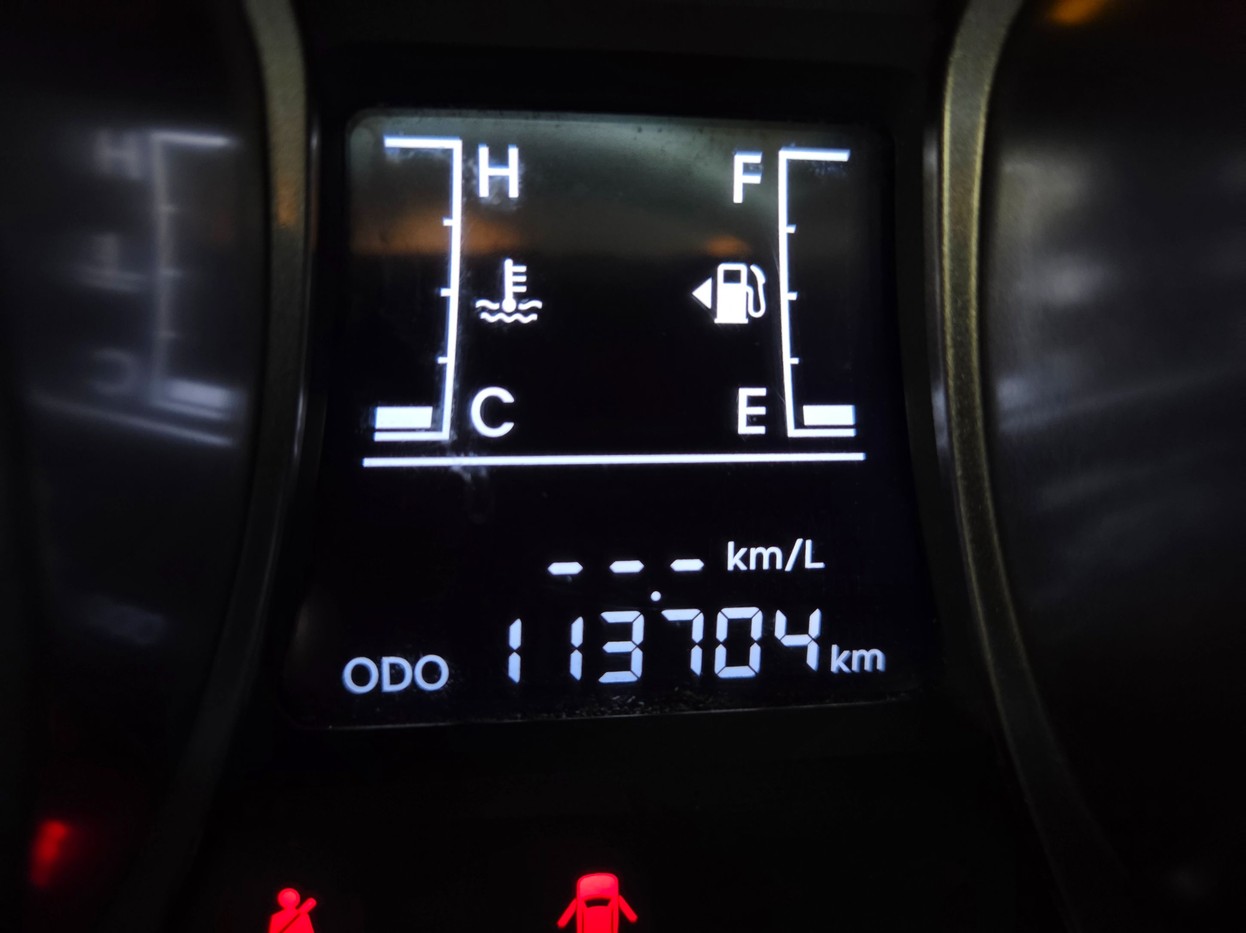 H F
C E
--- km/L
ODO 113704 km